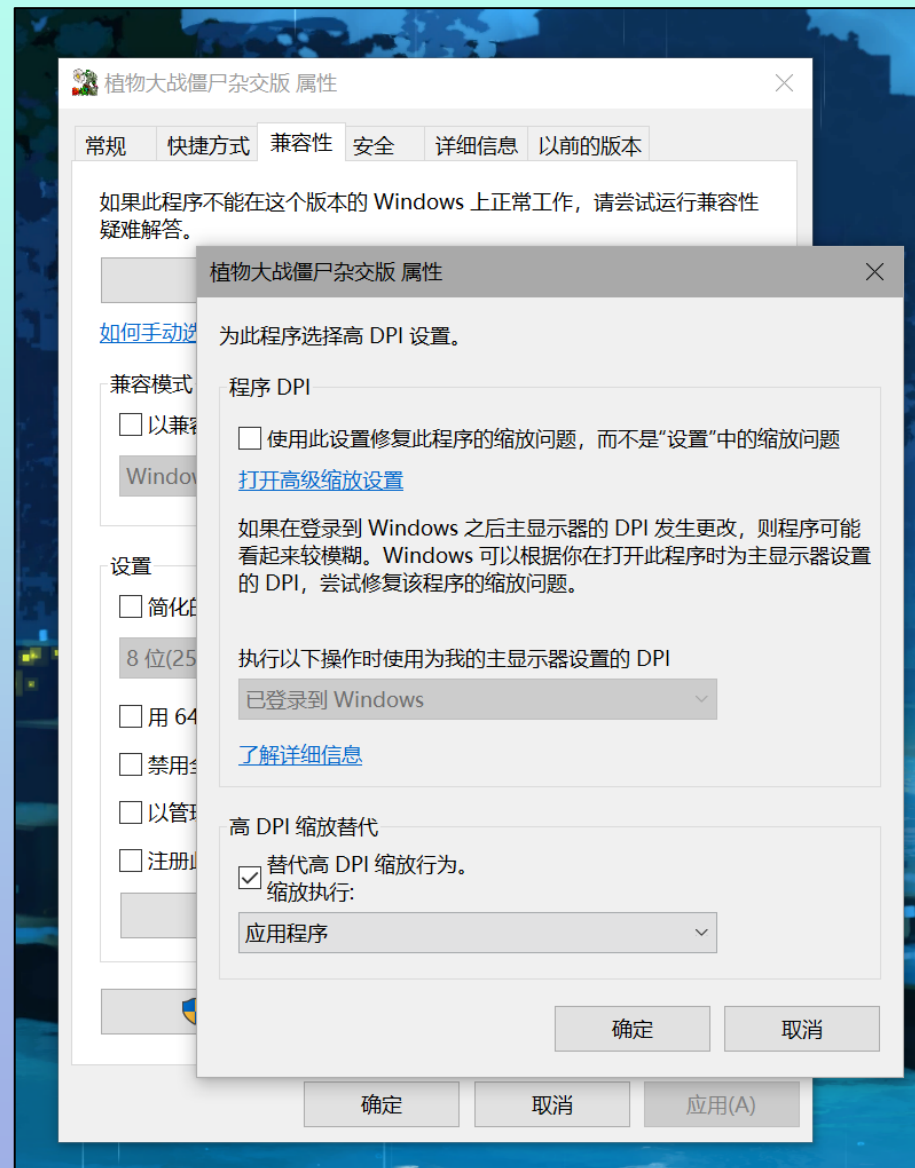 植物大战僵尸杂交版 属性
常规 快捷方式 兼容性 安全 详细信息 以前的版本
如果此程序不能在这个版本的 Windows 上正常工作，请尝试运行兼容性
疑难解答。
如何手动选
兼容模式
以兼容
Window
设置
简化的
8 位(25
用 64
禁用全
以管理
注册此
确定 取消 应用(A)
植物大战僵尸杂交版 属性
为此程序选择高 DPI 设置。
程序 DPI
使用此设置修复此程序的缩放问题，而不是“设置”中的缩放问题
打开高级缩放设置
如果在登录到 Windows 之后主显示器的 DPI 发生更改，则程序可能
看起来较模糊。Windows 可以根据你在打开此程序时为主显示器设置
的 DPI，尝试修复该程序的缩放问题。
执行以下操作时使用为我的主显示器设置的 DPI
已登录到 Windows
了解详细信息
高 DPI 缩放替代
替代高 DPI 缩放行为。
缩放执行:
应用程序
确定 取消